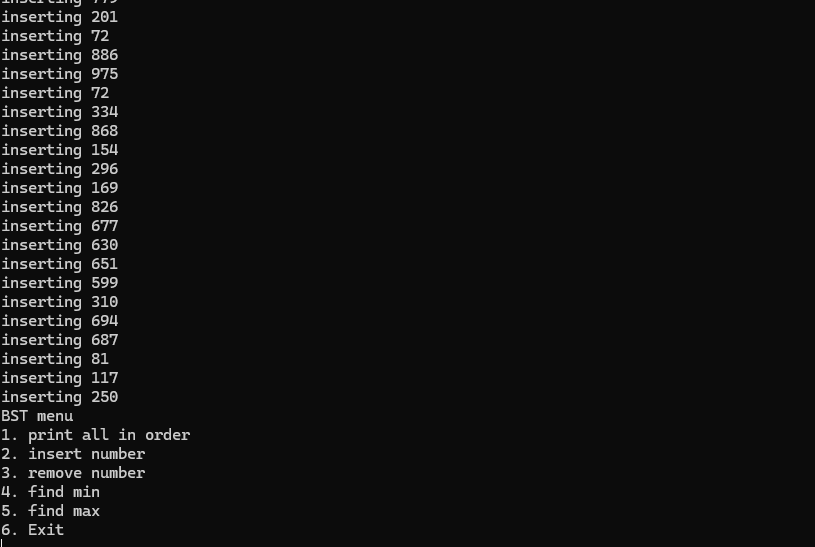 inserting 779
inserting 201
inserting 72
inserting 886
inserting 975
inserting 72
inserting 334
inserting 868
inserting 154
inserting 296
inserting 169
inserting 826
inserting 677
inserting 630
inserting 651
inserting 599
inserting 310
inserting 694
inserting 687
inserting 81
inserting 117
inserting 250
BST menu
1. print all in order
2. insert number
3. remove number
4. find min
5. find max
6. Exit